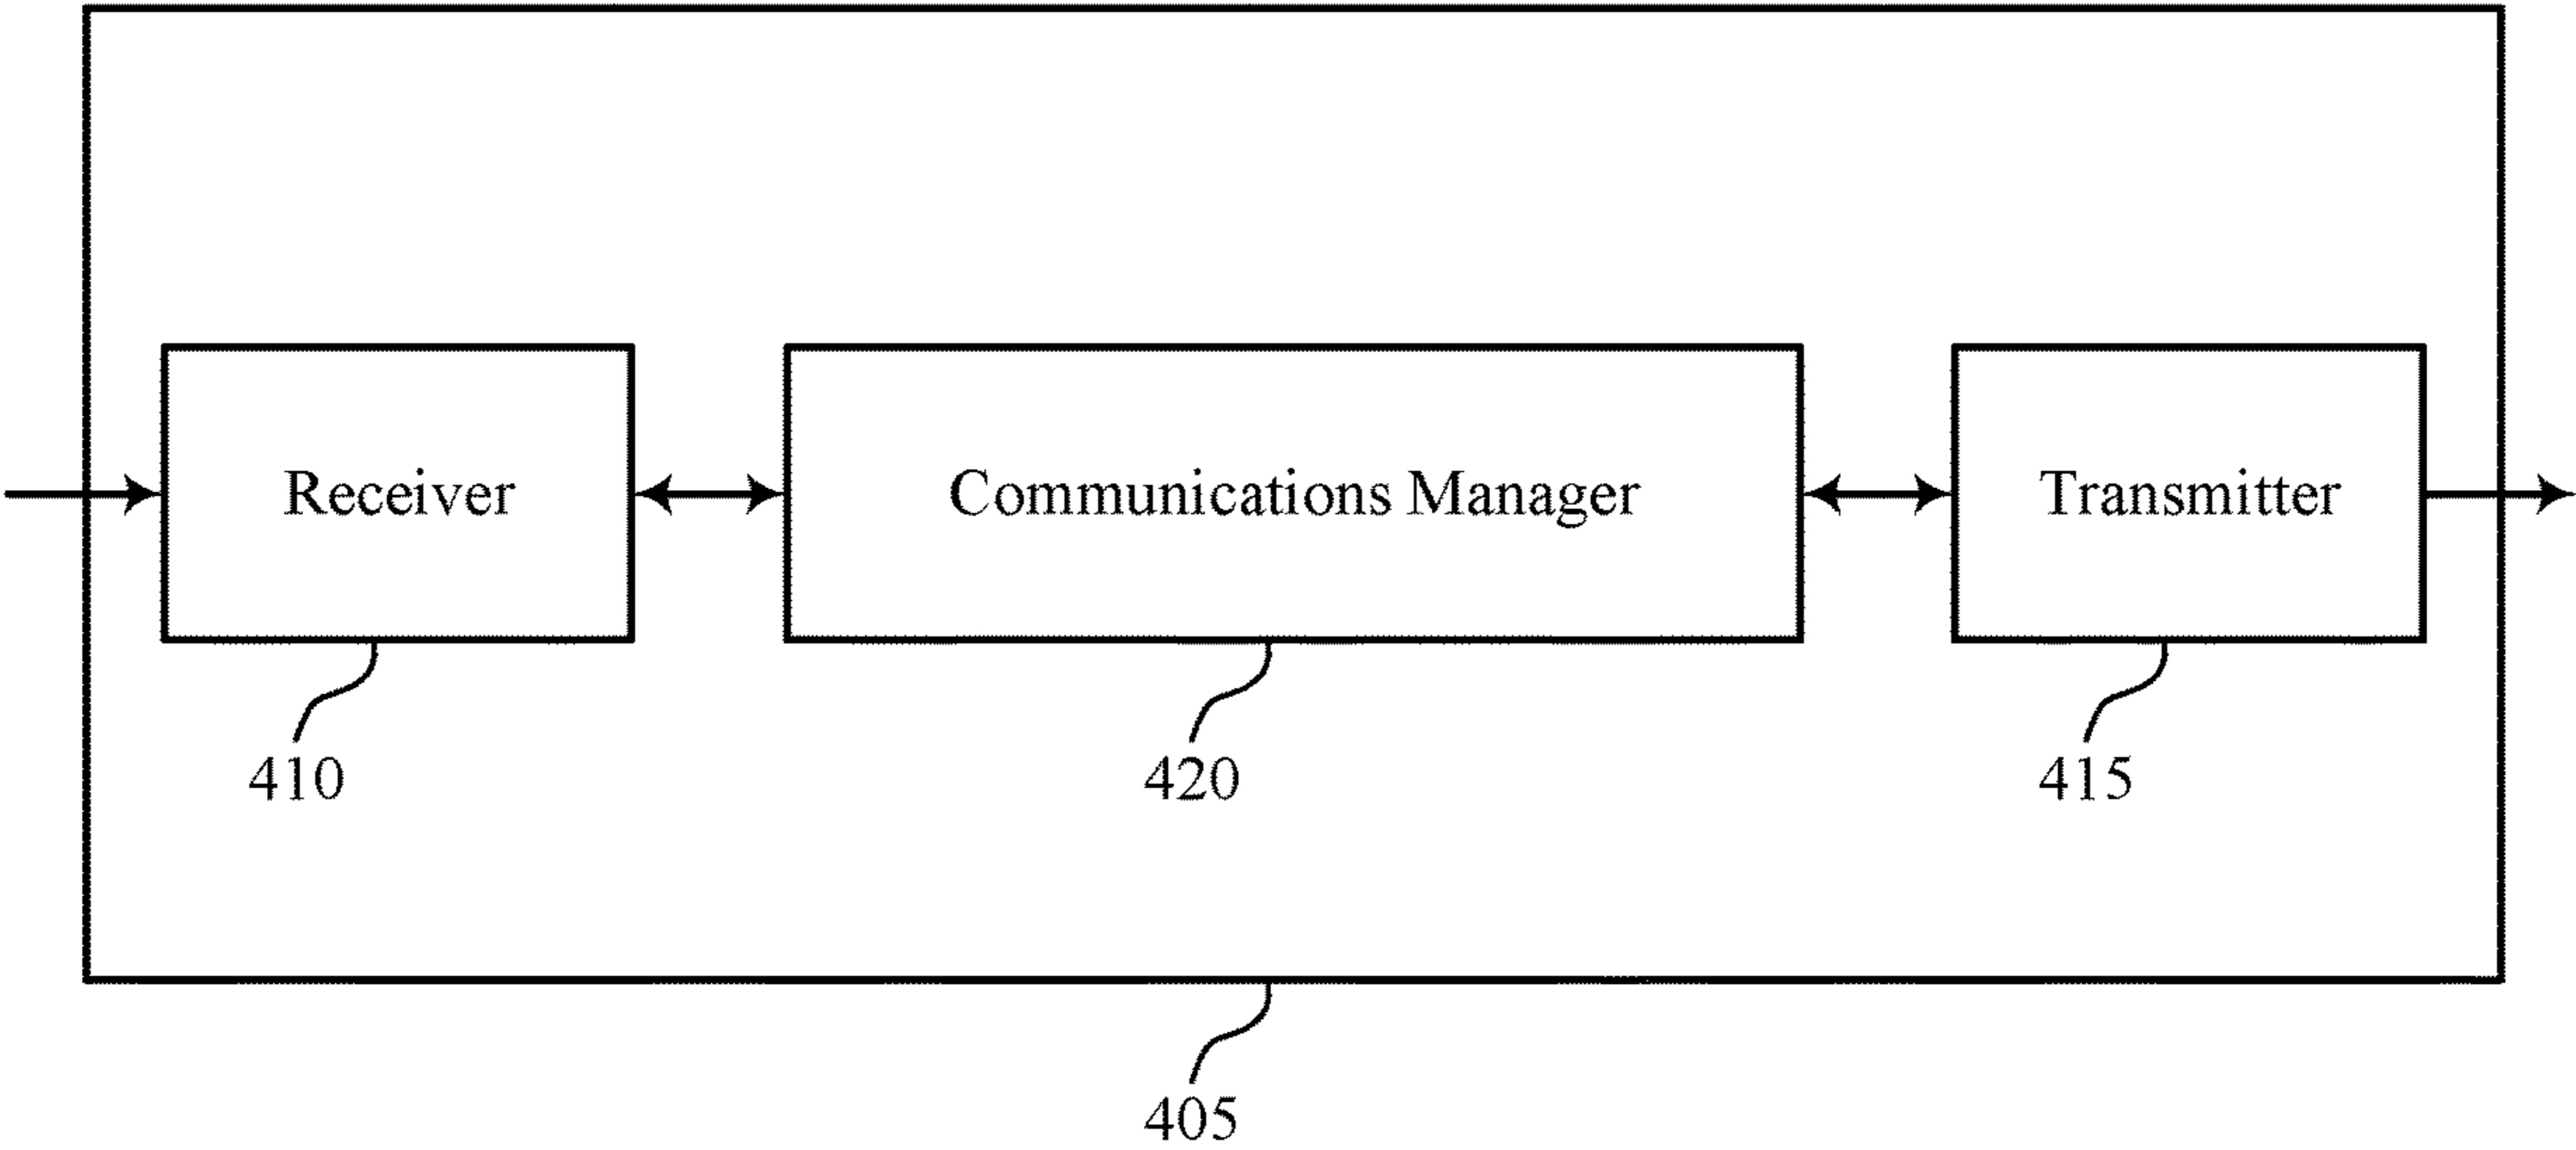 Receiver
Communications Manager
Transmitter
410
420
415
405